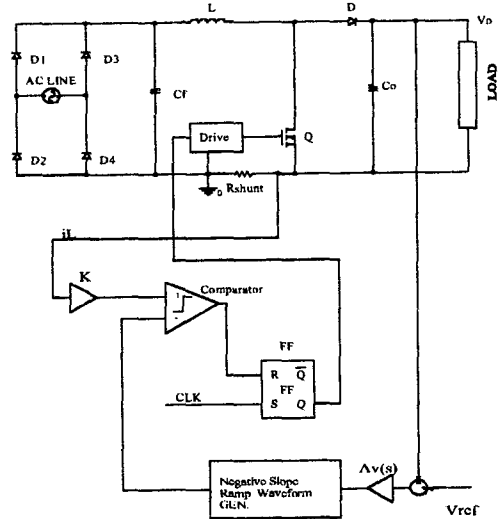 L
D
Vo
D1
D3
AC LINE
Cf
Co
LOAD
Drive
Q
D2
D4
Rshunt
iL
K
Comparator
FF
R Q
FF
CLK
S Q
Negative Slope
Ramp Waveform
GEN.
Av(s)
Vref